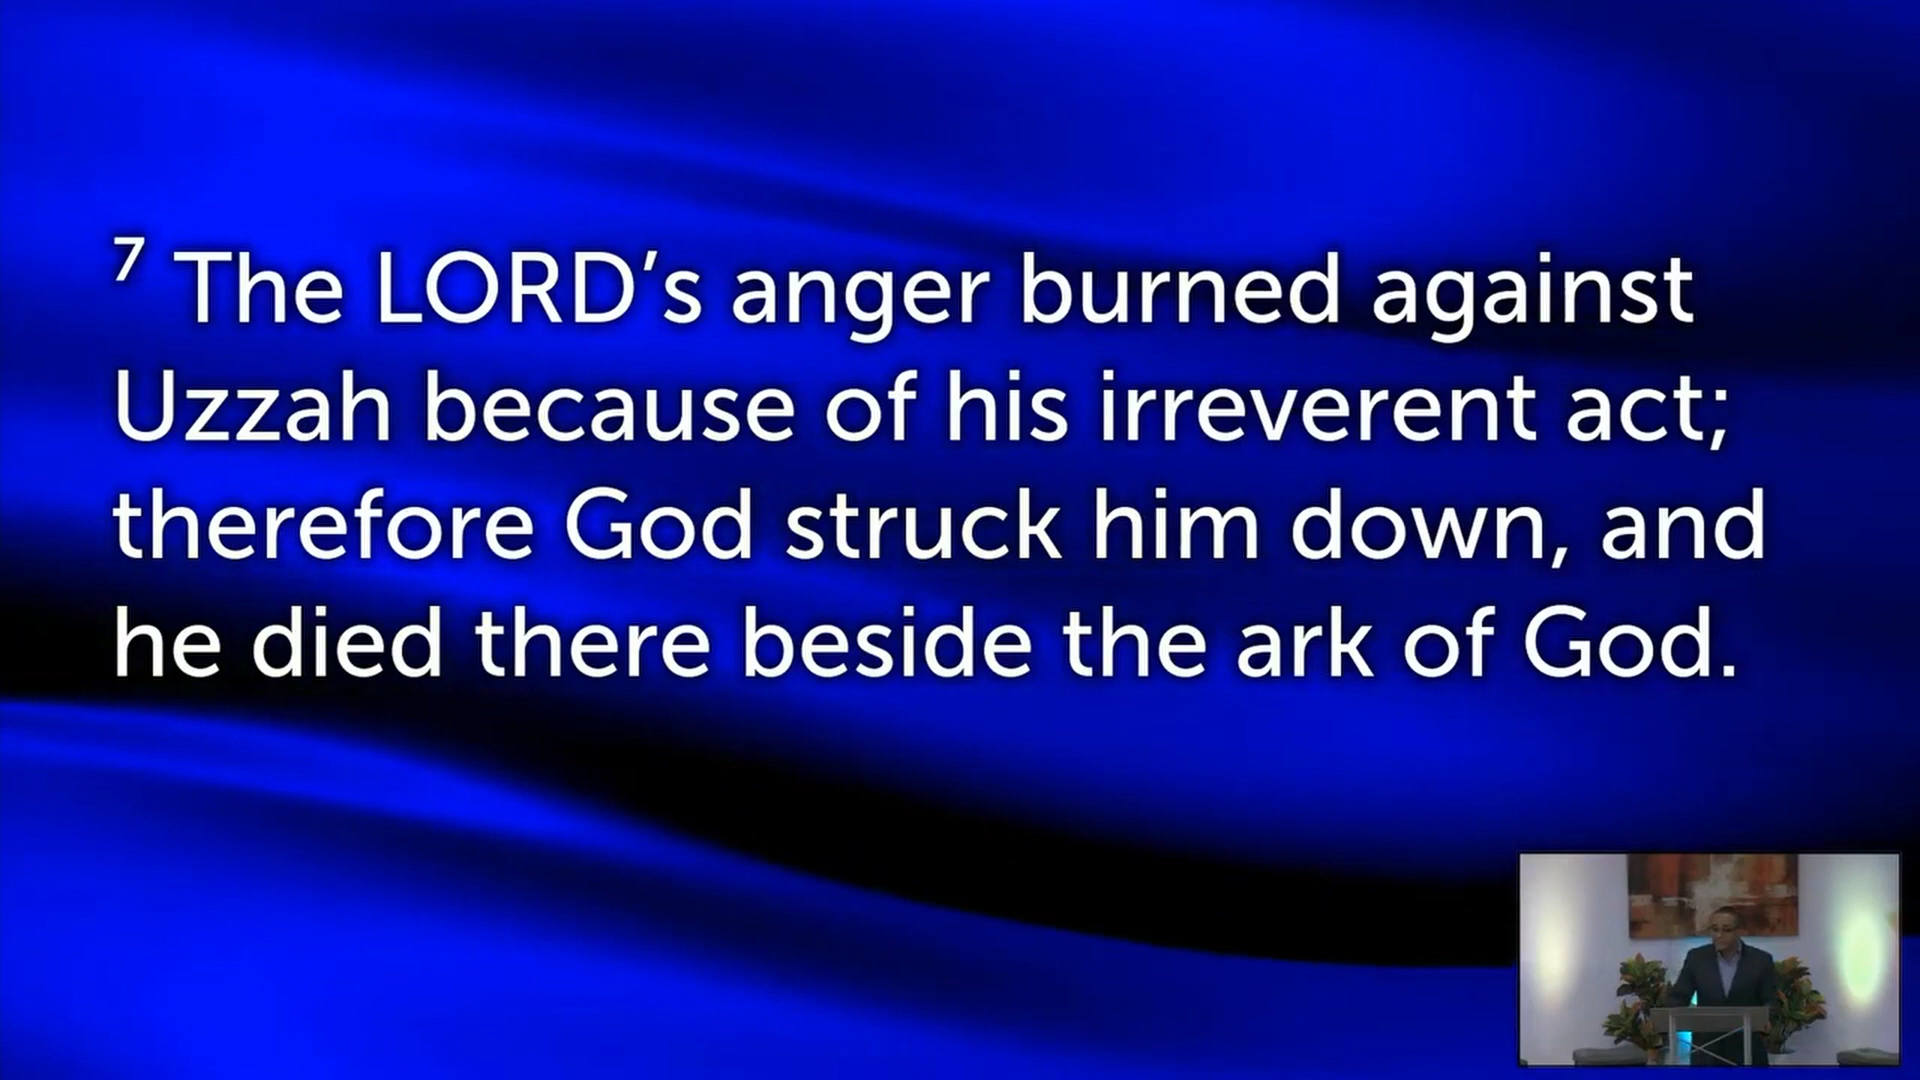 7 The LORD’s anger burned against
Uzzah because of his irreverent act;
therefore God struck him down, and
he died there beside the ark of God.